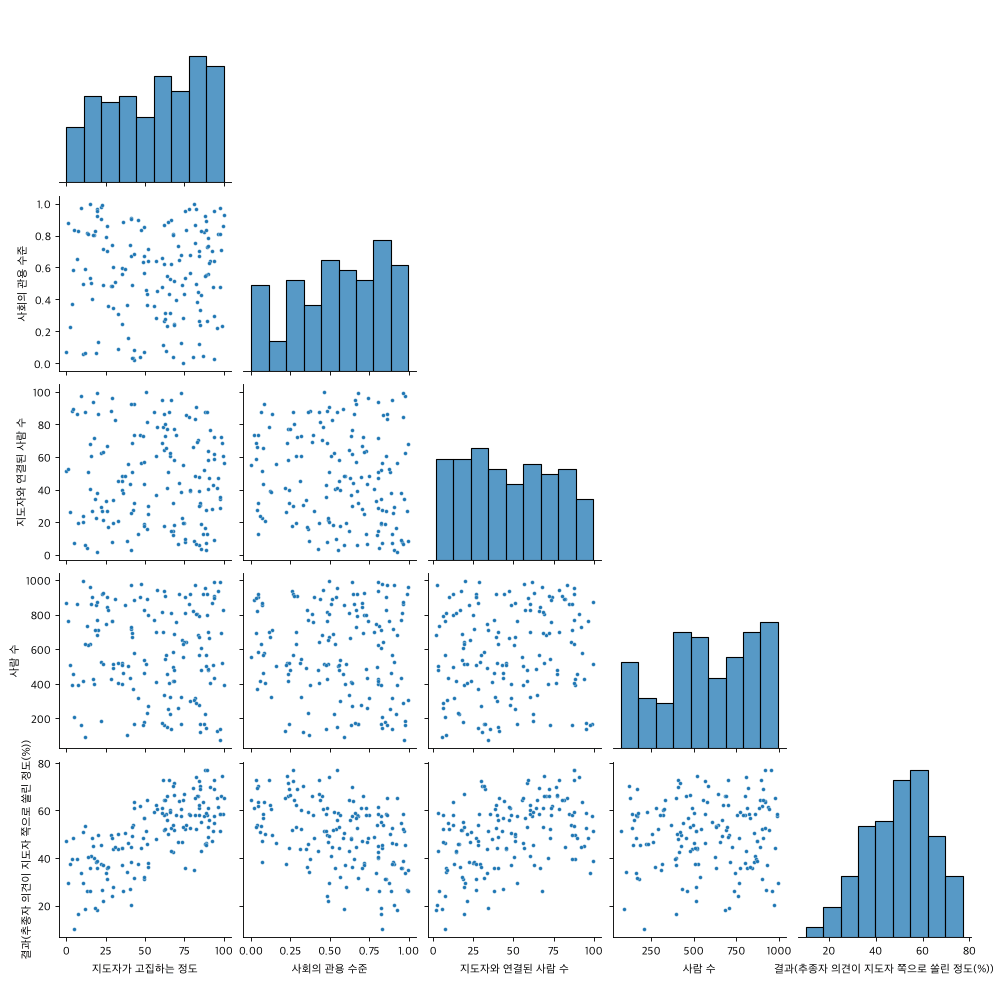 1.0
0.8
0.6
0.4
0.2
0.0
사회의 관용 수준
100
80
60
40
20
0
지도자와 연결된 사람 수
1000
800
600
400
200
사람 수
80
60
40
20
결과(추종자 의견이 지도자 쪽으로 쏠린 정도(%))
0 25 50 75 100
지도자가 고집하는 정도
0.00 0.25 0.50 0.75 1.00
사회의 관용 수준
0 25 50 75 100
지도자와 연결된 사람 수
250 500 750 1000
사람 수
20 40 60 80
결과(추종자 의견이 지도자 쪽으로 쏠린 정도(%))